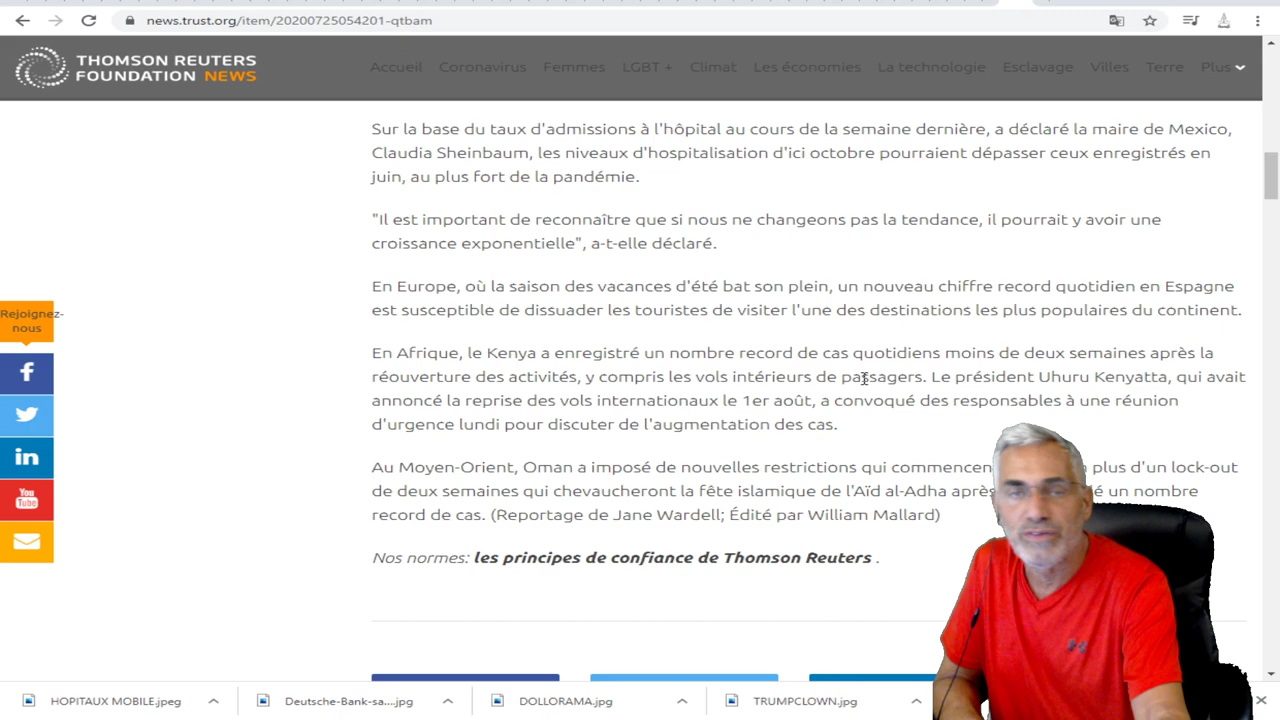 news.trust.org/item/20200725054201-qtbam
THOMSON REUTERS
FOUNDATION NEWS
Accueil Coronavirus Femmes LGBT + Climat Les économies La technologie Esclavage Villes Terre Plus
Sur la base du taux d'admissions à l'hôpital au cours de la semaine dernière, a déclaré la maire de Mexico,
Claudia Sheinbaum, les niveaux d'hospitalisation d'ici octobre pourraient dépasser ceux enregistrés en
juin, au plus fort de la pandémie.
"Il est important de reconnaître que si nous ne changeons pas la tendance, il pourrait y avoir une
croissance exponentielle", a-t-elle déclaré.
En Europe, où la saison des vacances d'été bat son plein, un nouveau chiffre record quotidien en Espagne
est susceptible de dissuader les touristes de visiter l'une des destinations les plus populaires du continent.
Rejoignez-
nous
En Afrique, le Kenya a enregistré un nombre record de cas quotidiens moins de deux semaines après la
réouverture des activités, y compris les vols intérieurs de passagers. Le président Uhuru Kenyatta, qui avait
annoncé la reprise des vols internationaux le 1er août, a convoqué des responsables à une réunion
d'urgence lundi pour discuter de l'augmentation des cas.
Au Moyen-Orient, Oman a imposé de nouvelles restrictions qui plus d'un lock-out
de deux semaines qui chevaucheront la fête islamique de l'Aïd al-Adha un nombre
record de cas. (Reportage de Jane Wardell; Édité par William Mallard)
Nos normes: les principes de confiance de Thomson Reuters .
You
Tube
HOPITAUX MOBILE.jpeg Deutsche-Bank-sa....jpg DOLLORAMA.jpg TRUMPCLOWN.jpg